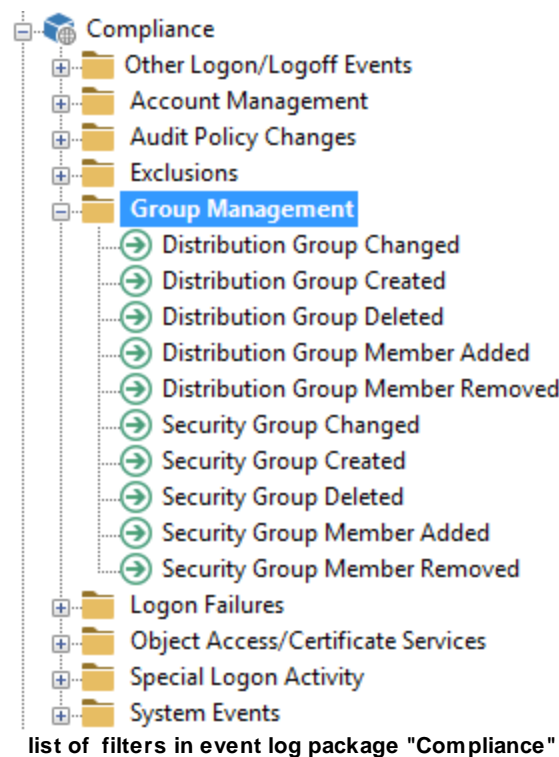 Compliance
Other Logon/Logoff Events
Account Management
Audit Policy Changes
Exclusions
Group Management
Distribution Group Changed
Distribution Group Created
Distribution Group Deleted
Distribution Group Member Added
Distribution Group Member Removed
Security Group Changed
Security Group Created
Security Group Deleted
Security Group Member Added
Security Group Member Removed
Logon Failures
Object Access/Certificate Services
Special Logon Activity
System Events
list of filters in event log package "Compliance"